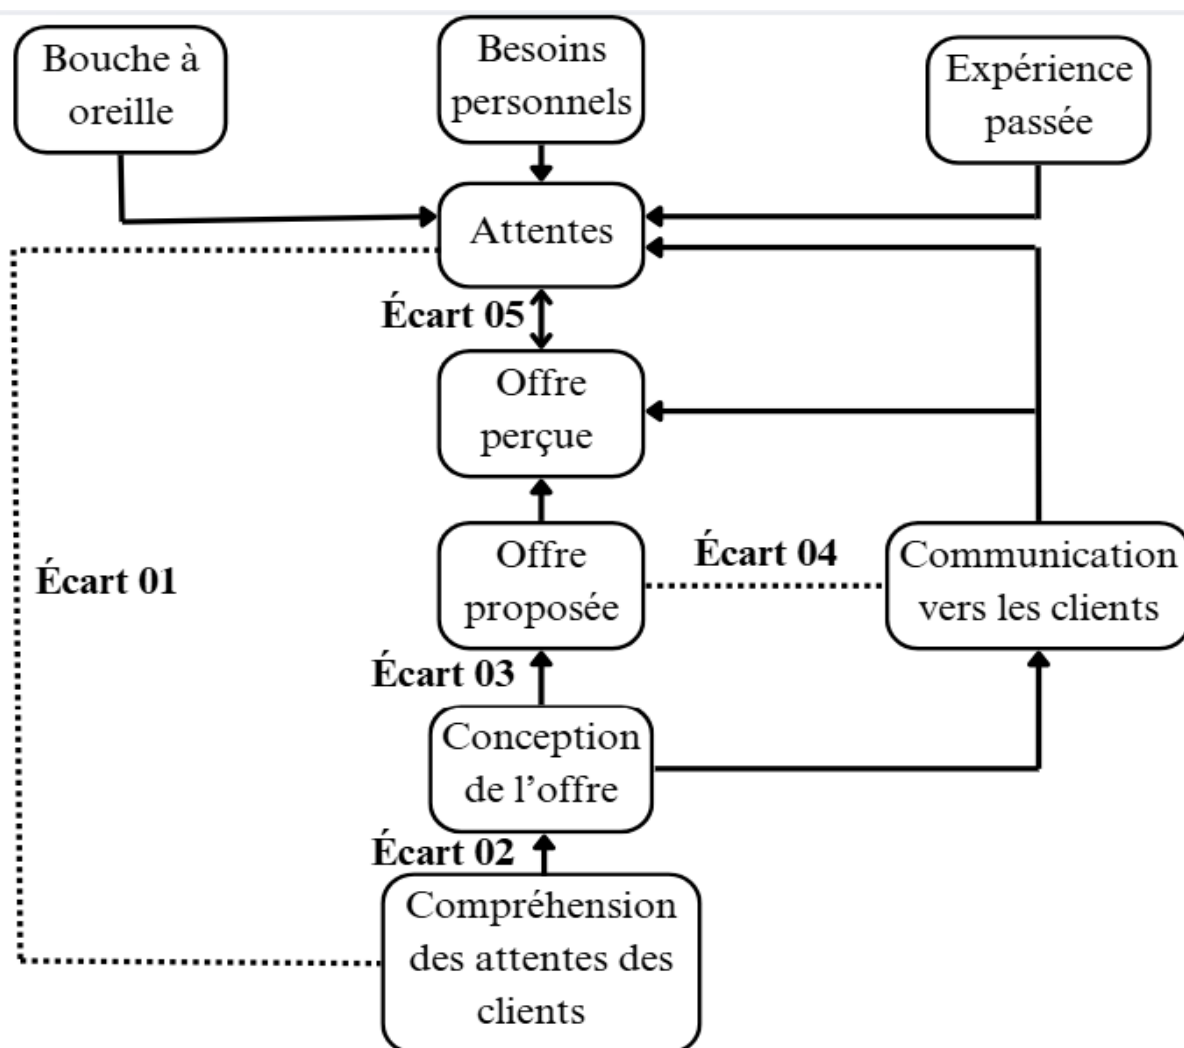 Bouche à
oreille
Besoins
personnels
Expérience
passée
Attentes
Écart 05
Offre
perçue
Écart 01
Offre
proposée
Écart 04
Communication
vers les clients
Écart 03
Conception
de l’offre
Écart 02
Compréhension
des attentes des
clients